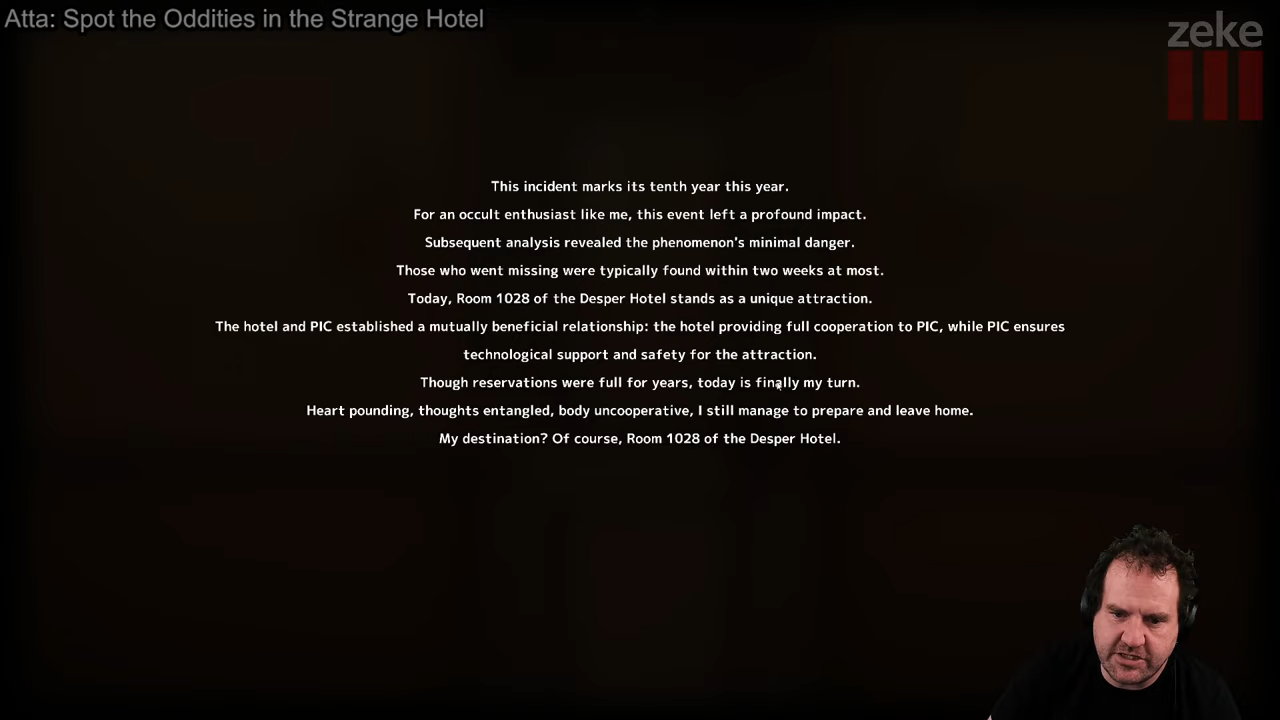 Atta: Spot the Oddities in the Strange Hotel
zeke
This incident marks its tenth year this year.
For an occult enthusiast like me, this event left a profound impact.
Subsequent analysis revealed the phenomenon's minimal danger.
Those who went missing were typically found within two weeks at most.
Today, Room 1028 of the Desper Hotel stands as a unique attraction.
The hotel and PIC established a mutually beneficial relationship: the hotel providing full cooperation to PIC, while PIC ensures
technological support and safety for the attraction.
Though reservations were full for years, today is finally my turn.
Heart pounding, thoughts entangled, body uncooperative, I still manage to prepare and leave home.
My destination? Of course, Room 1028 of the Desper Hotel.